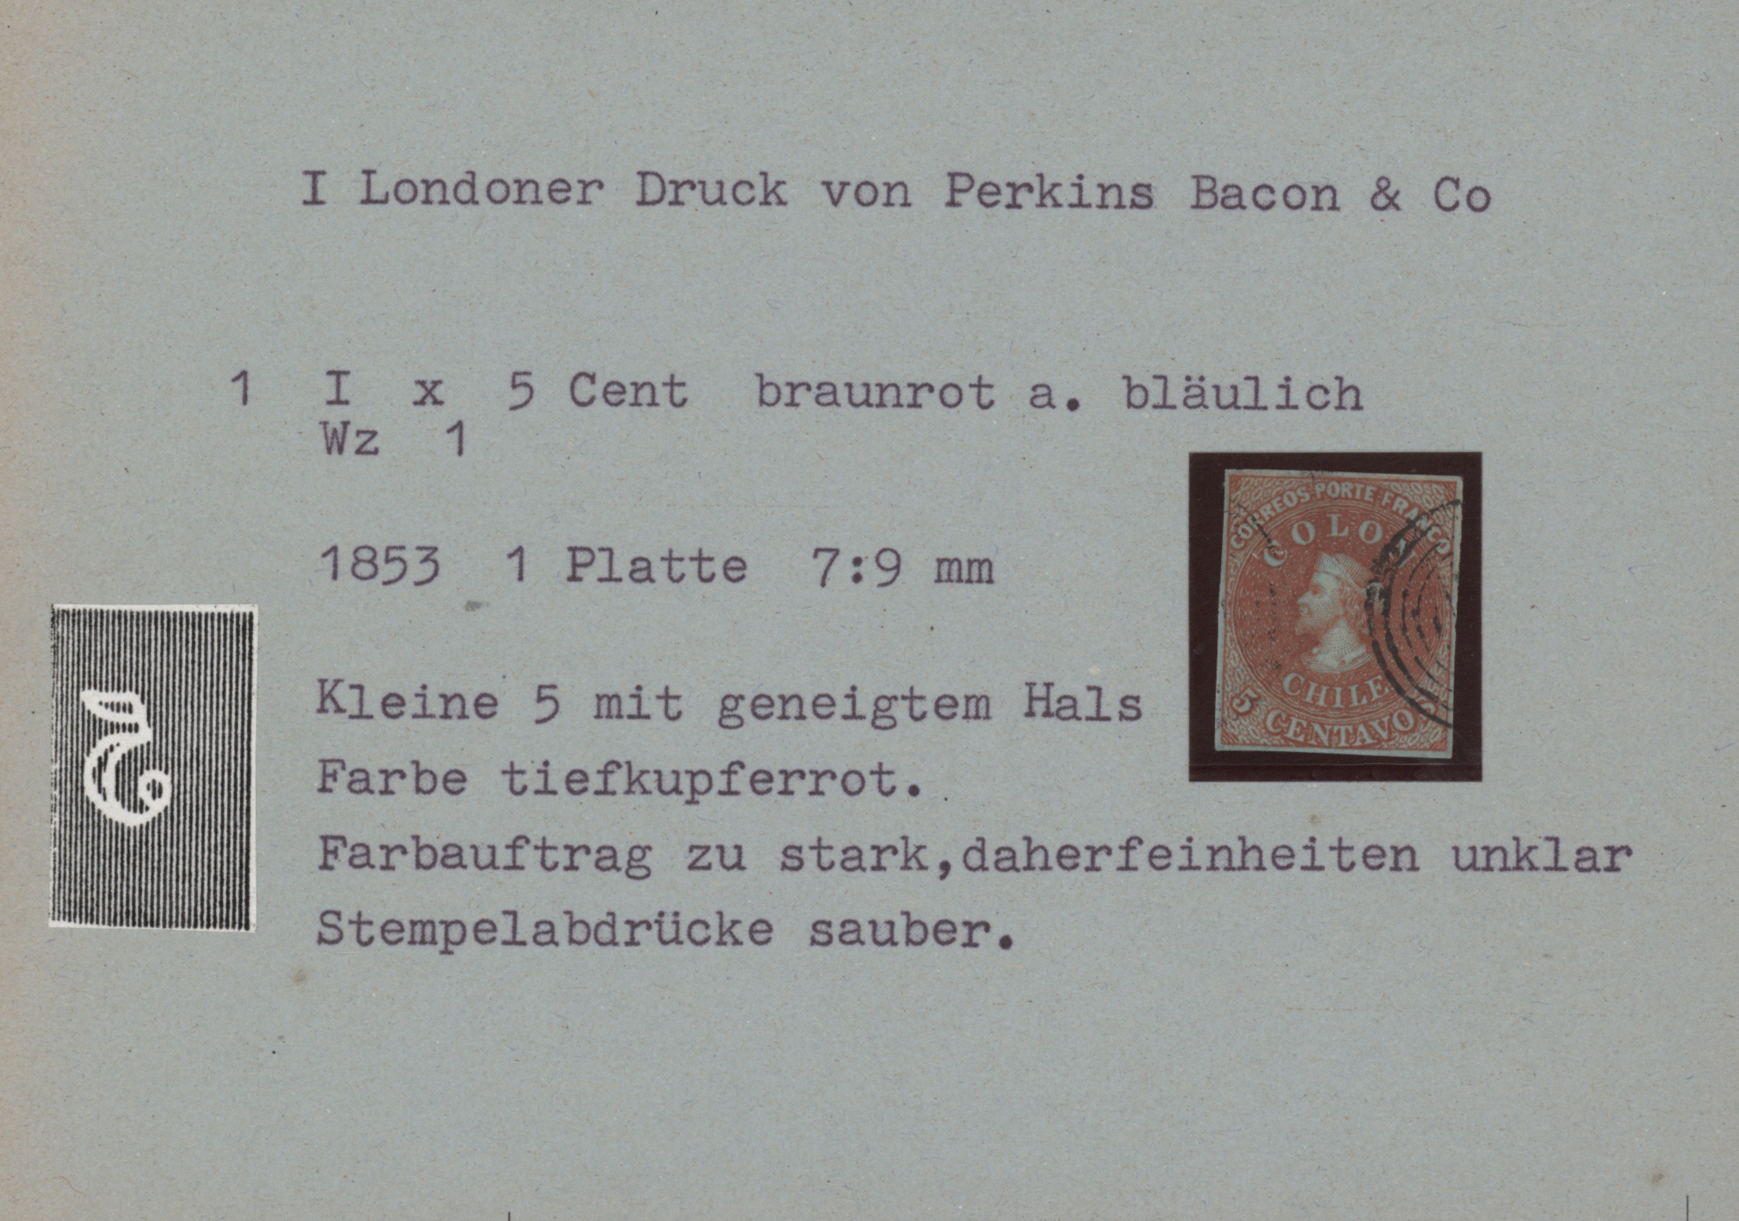 I Londoner Druck von Perkins Bacon & Co
1 I x 5 Cent braunrot a. bläulich
Wz 1
1853 1 Platte 7:9 mm
Kleine 5 mit geneigtem Hals
Farbe tiefkupferrot.
Farbauftrag zu stark,daherfeinheiten unklar
Stempelabdrücke sauber.
5
CORREOS PORTE FRANCO
COLON
CHILE
5 CENTAVOS